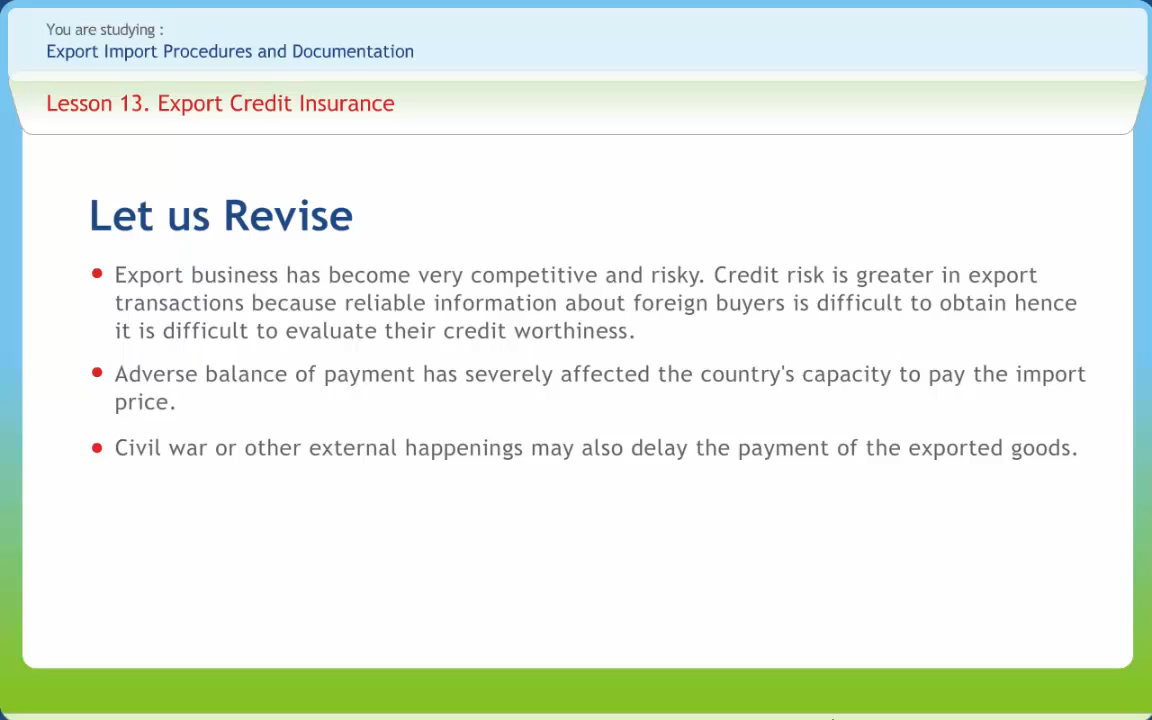 You are studying :
Export Import Procedures and Documentation
Lesson 13. Export Credit Insurance
Let us Revise
Export business has become very competitive and risky. Credit risk is greater in export
transactions because reliable information about foreign buyers is difficult to obtain hence
it is difficult to evaluate their credit worthiness.
Adverse balance of payment has severely affected the country's capacity to pay the import
price.
Civil war or other external happenings may also delay the payment of the exported goods.